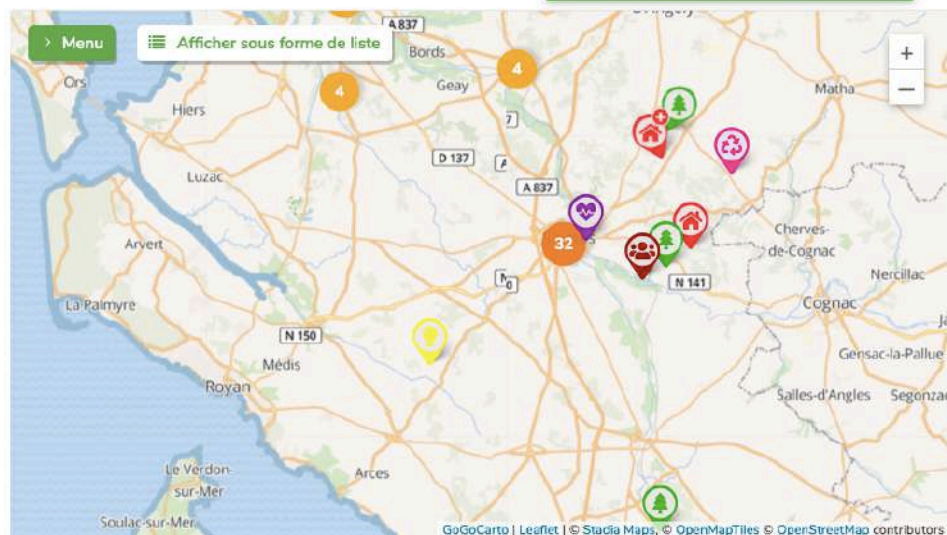 A 837
> Menu
Afficher sous forme de liste
Bords
+
−
Ors
4
4
Geay
Matha
Hiers
7
D 137
Luzac
A 837
Arvert
32
Cherves-
de-Cognac
N 141
Nercillac
La Palmyre
Cognac
N 150
Médis
Gensac-la-Pallue
Royan
Salles-d'Angles
Le Verdon-
sur-Mer
Arces
Soulac-sur-Mer
GoGoCarto | Leaflet | © Stadia Maps, © OpenMapTiles © OpenStreetMap contributors